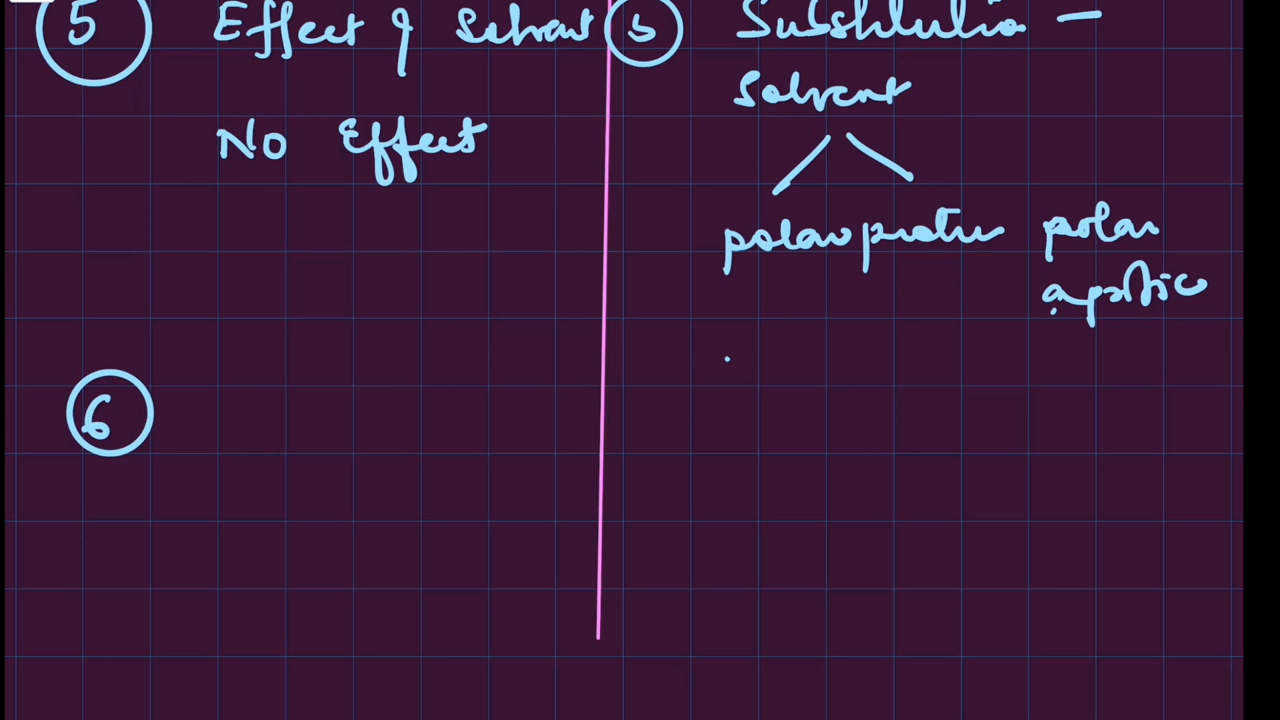 5 Effect of Solvent
No Effect
6
5 Substitution -
Solvent
polar protic polar
aprotic